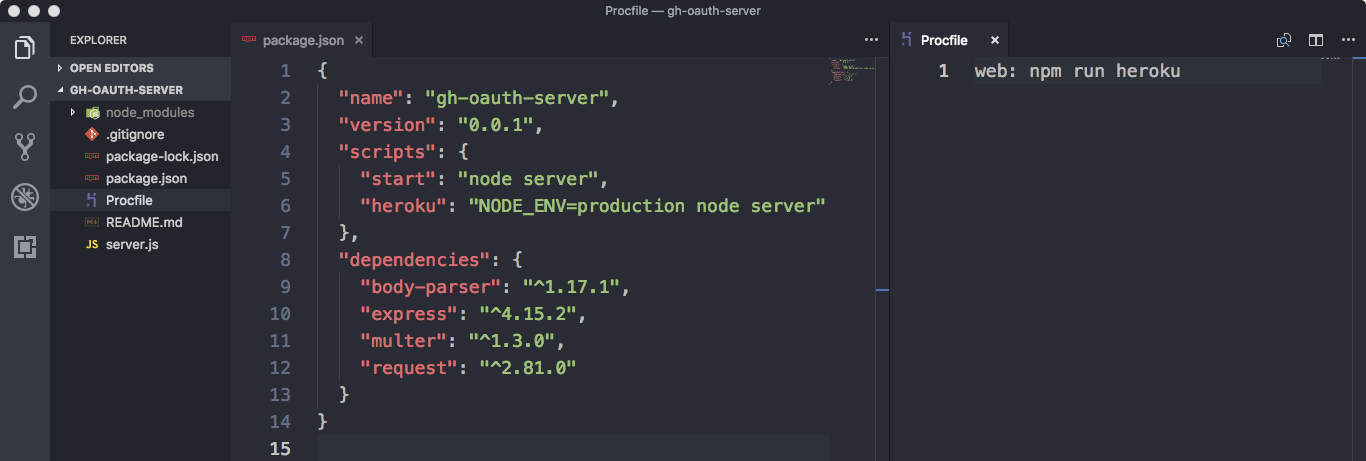 Procfile — gh-oauth-server
EXPLORER
OPEN EDITORS
GH-OAUTH-SERVER
node_modules
.gitignore
package-lock.json
package.json
Procfile
README.md
JS server.js
package.json ×
1 {
2 "name": "gh-oauth-server",
3 "version": "0.0.1",
4 "scripts": {
5 "start": "node server",
6 "heroku": "NODE_ENV=production node server"
7 },
8 "dependencies": {
9 "body-parser": "^1.17.1",
10 "express": "^4.15.2",
11 "multer": "^1.3.0",
12 "request": "^2.81.0"
13 }
14 }
15
Procfile ×
1 web: npm run heroku